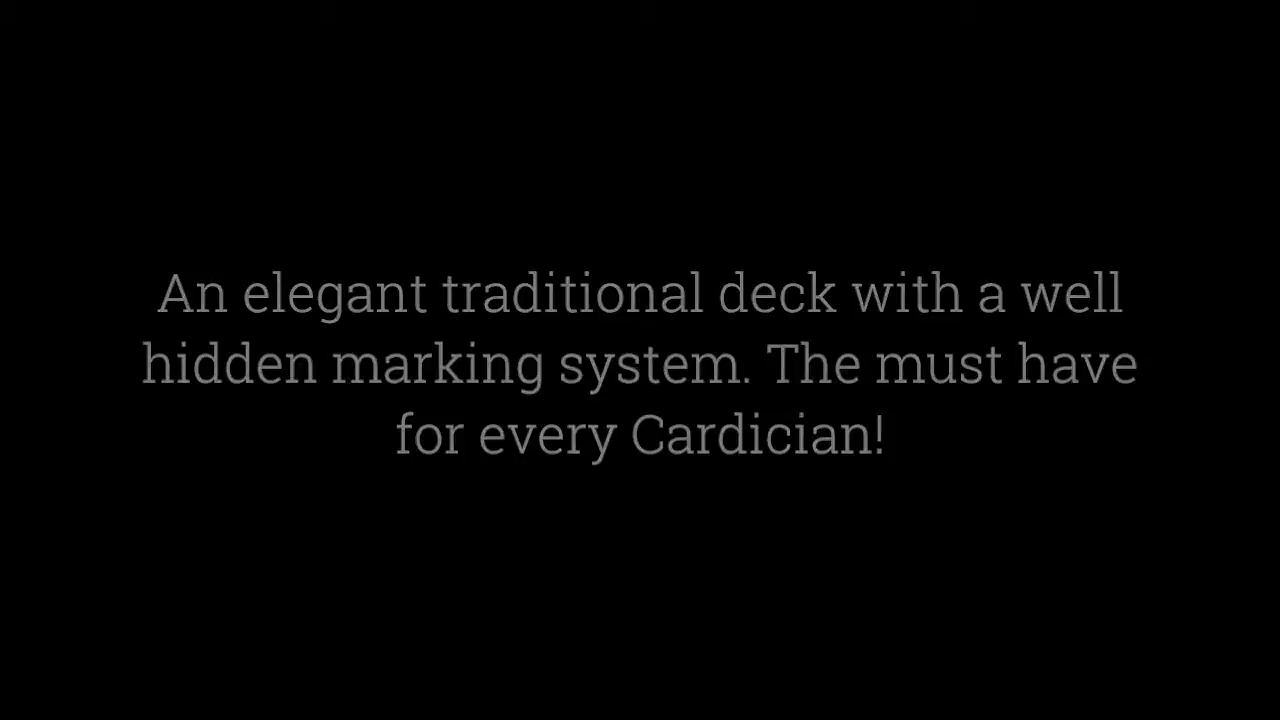 An elegant traditional deck with a well
hidden marking system. The must have
for every Cardician!